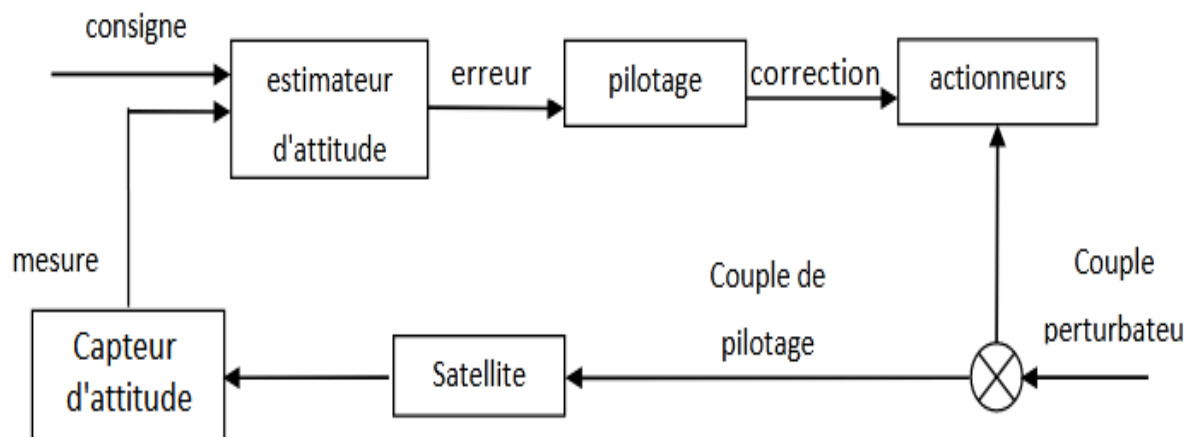 consigne
estimateur
d'attitude
erreur
pilotage
correction
actionneurs
mesure
Capteur
d'attitude
Satellite
Couple de
pilotage
Couple
perturbateu